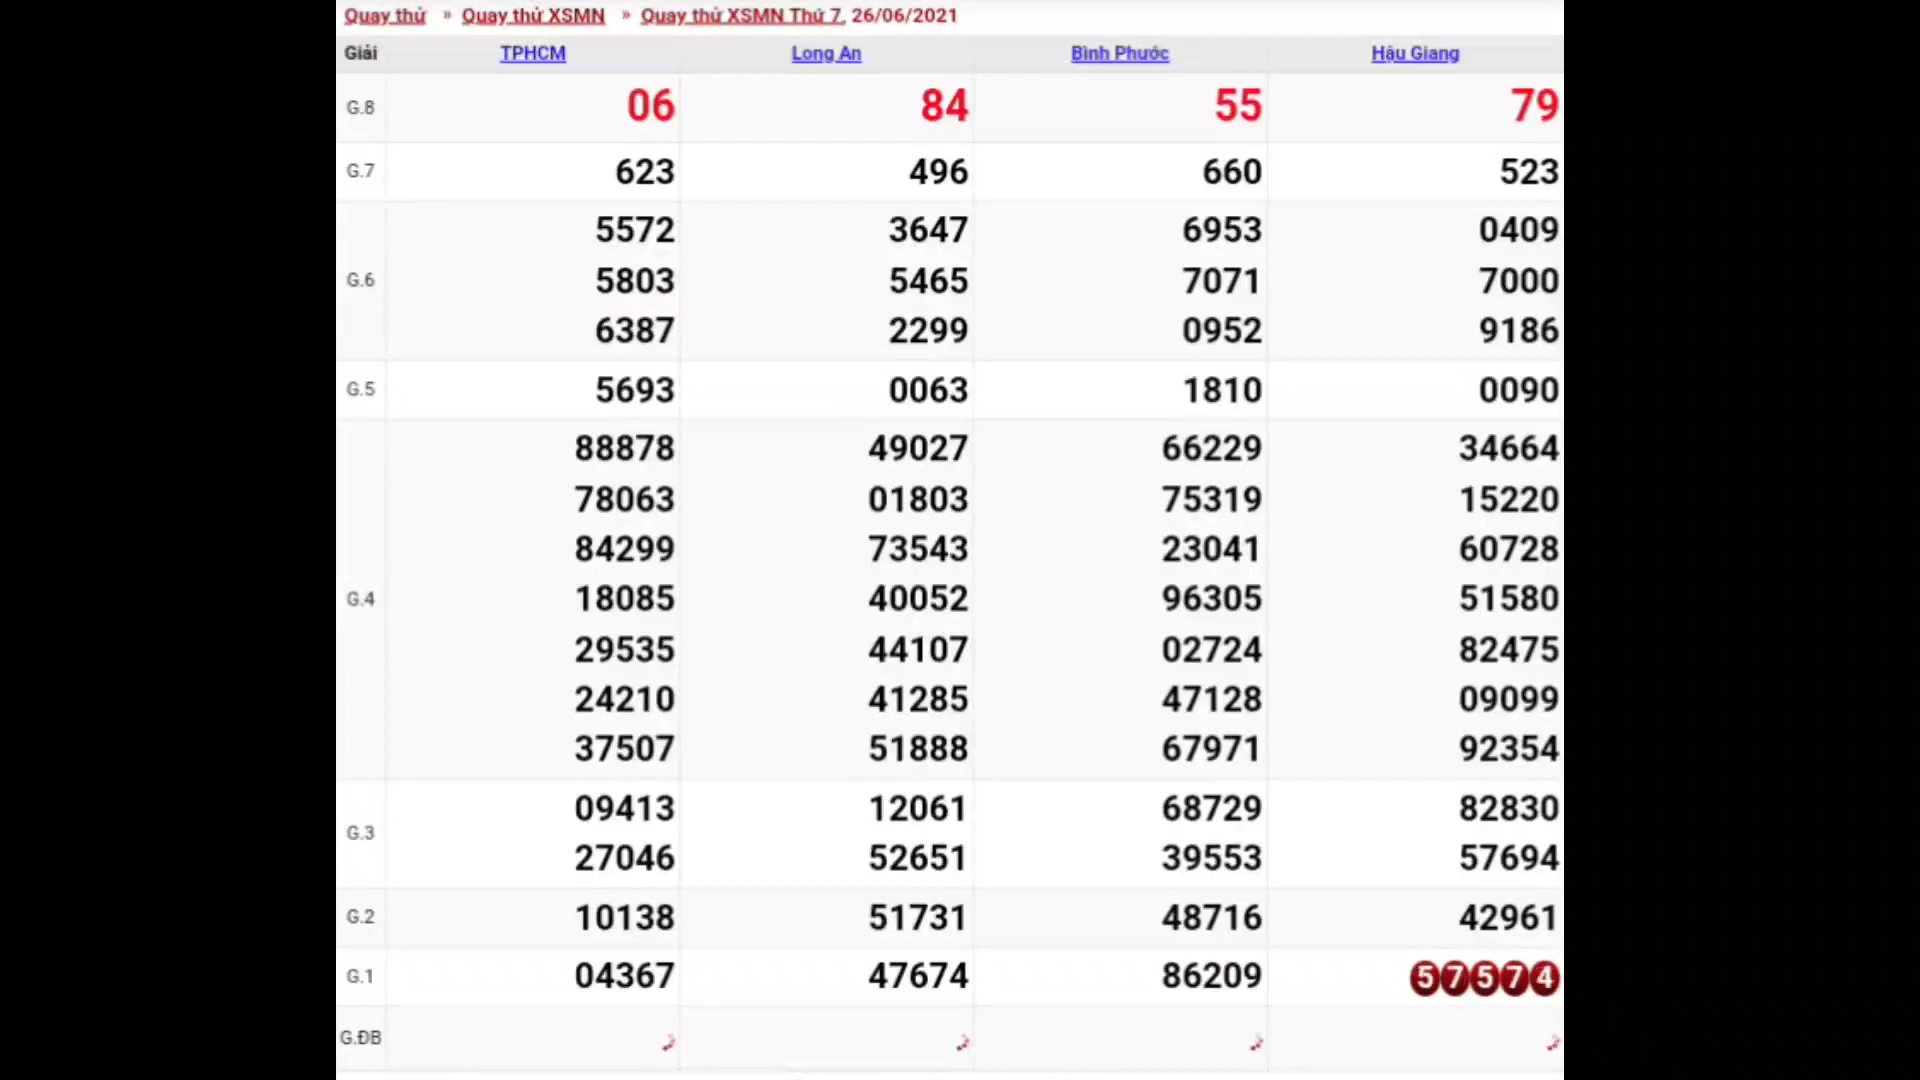 Quay thử » Quay thử XSMN » Quay thử XSMN Thứ 7, 26/06/2021
Giải TPHCM Long An Bình Phước Hậu Giang
G.8 06 84 55 79
G.7 623 496 660 523
5572 3647 6953 0409
G.6 5803 5465 7071 7000
6387 2299 0952 9186
G.5 5693 0063 1810 0090
88878 49027 66229 34664
78063 01803 75319 15220
84299 73543 23041 60728
G.4 18085 40052 96305 51580
29535 44107 02724 82475
24210 41285 47128 09099
37507 51888 67971 92354
09413 12061 68729 82830
G.3
27046 52651 39553 57694
G.2 10138 51731 48716 42961
G.1 04367 47674 86209 57574
G.ĐB